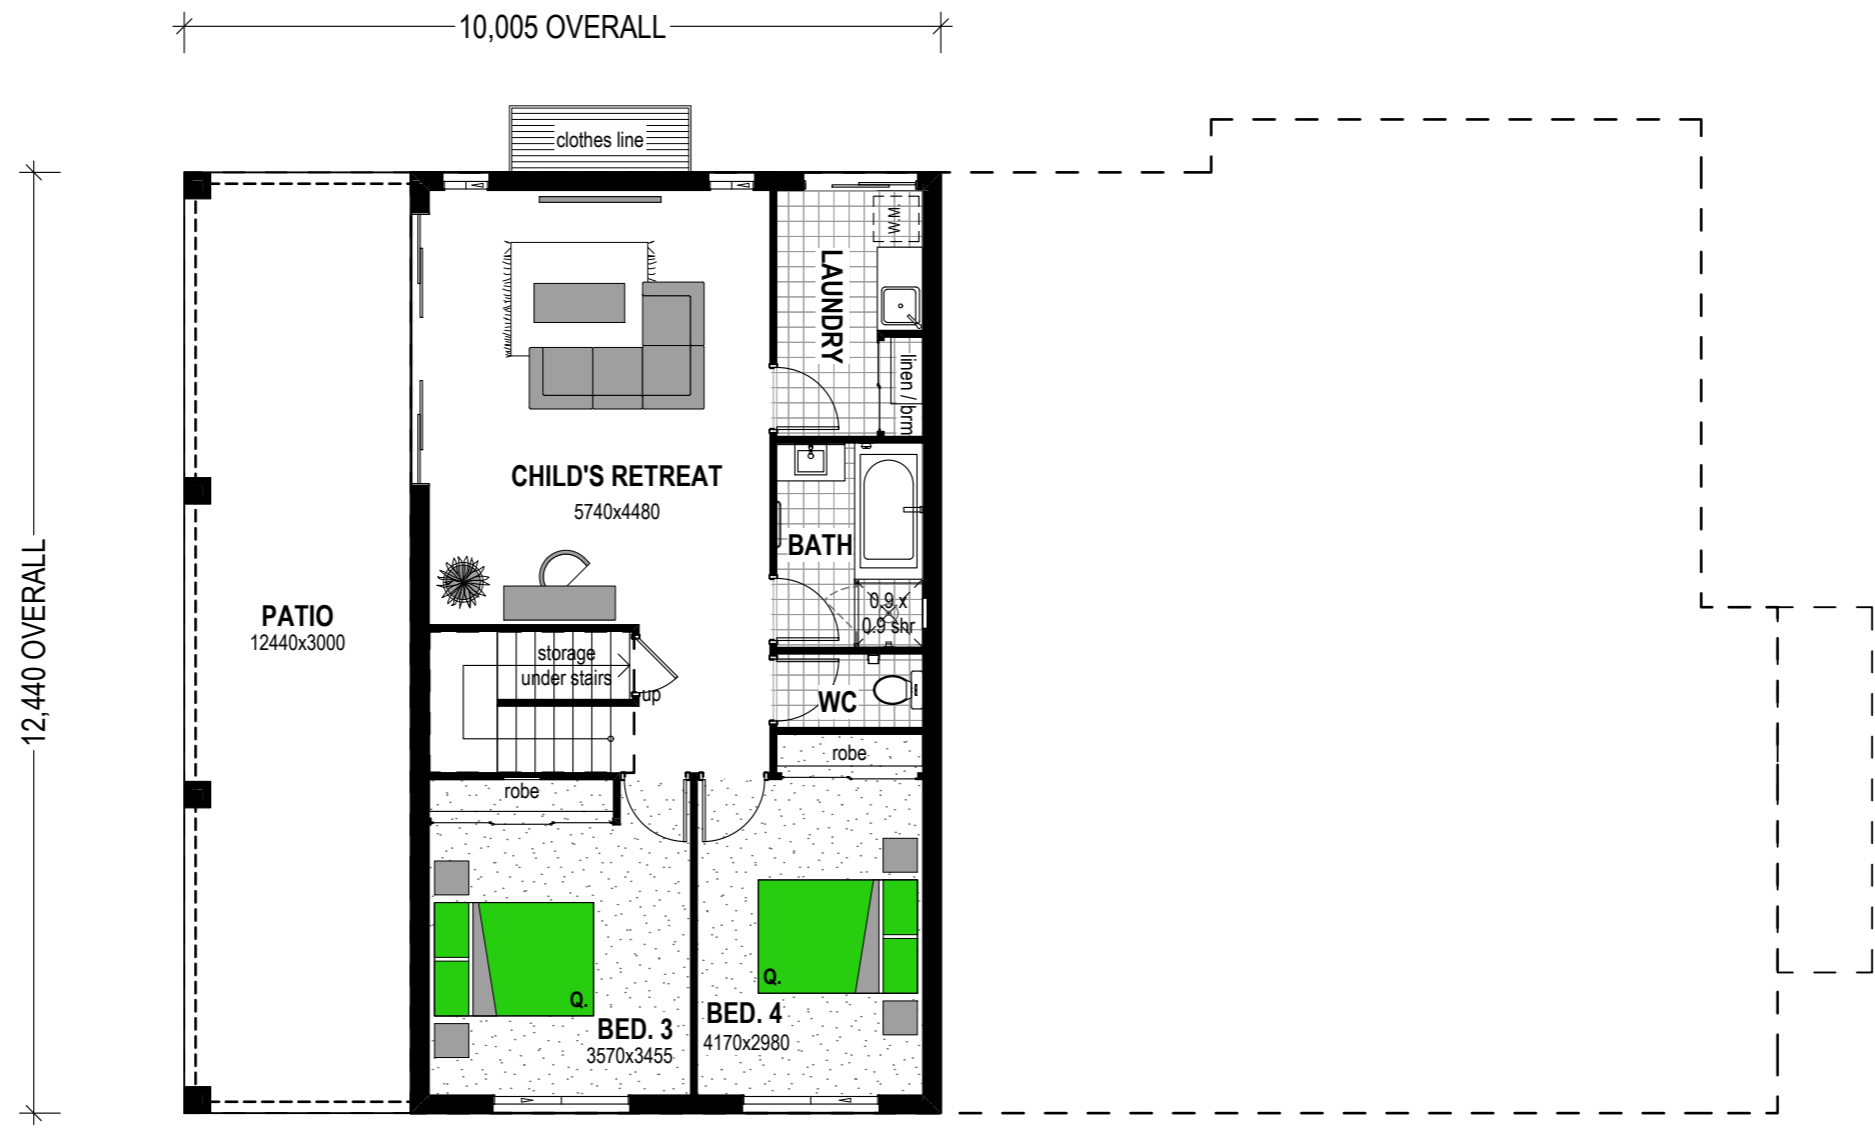 10,005 OVERALL
clothes line
12,440 OVERALL
W.W
LAUNDRY
linen / brm
CHILD'S RETREAT
5740x4480
BATH
0.9 x
0.9 shr
PATIO
12440x3000
storage
under stairs
up
WC
robe
robe
Q.
BED. 3
3570x3455
Q.
BED. 4
4170x2980